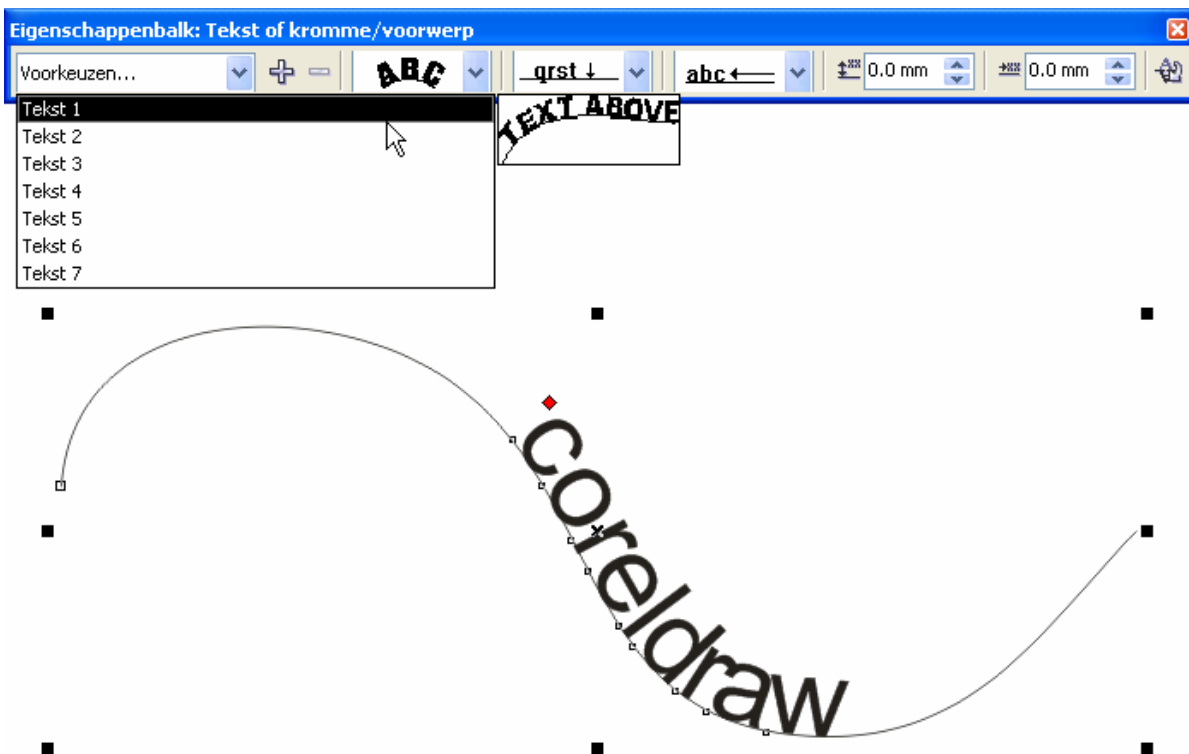 Eigenschappenbalk: Tekst of kromme/voorwerp
Voorkeuzen... ABC qrst abc 0.0 mm 0.0 mm
Tekst 1 TEXT ABOVE
Tekst 2
Tekst 3
Tekst 4
Tekst 5
Tekst 6
Tekst 7
coreldraw